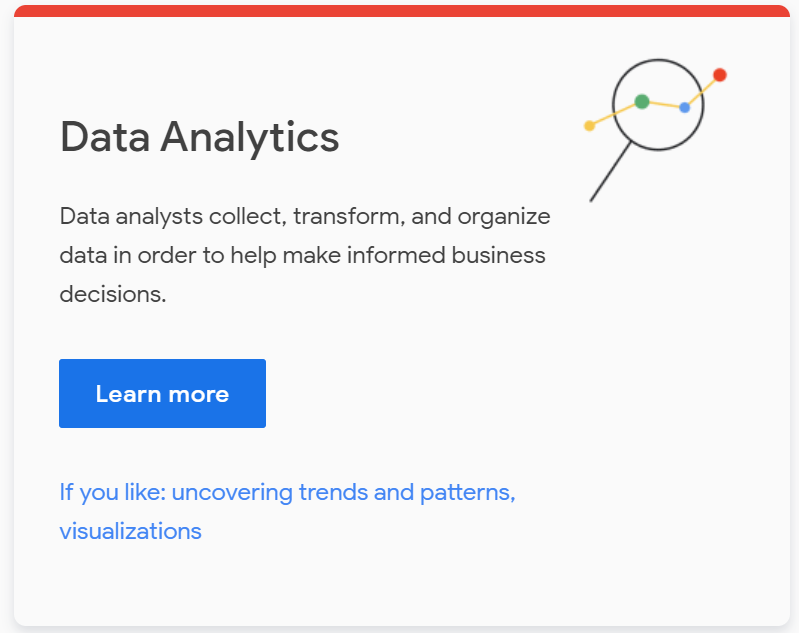 Data Analytics
Data analysts collect, transform, and organize
data in order to help make informed business
decisions.
Learn more
If you like: uncovering trends and patterns,
visualizations